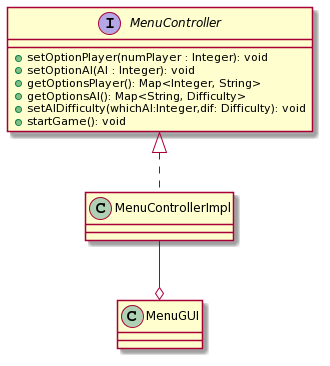 I MenuController
setOptionPlayer(numPlayer : Integer): void
setOptionAI(AI : Integer): void
getOptionsPlayer(): Map<Integer, String>
getOptionsAI(): Map<String, Difficulty>
setAIDifficulty(whichAI:Integer,dif: Difficulty): void
startGame(): void
C MenuControllerImpl
C MenuGUI